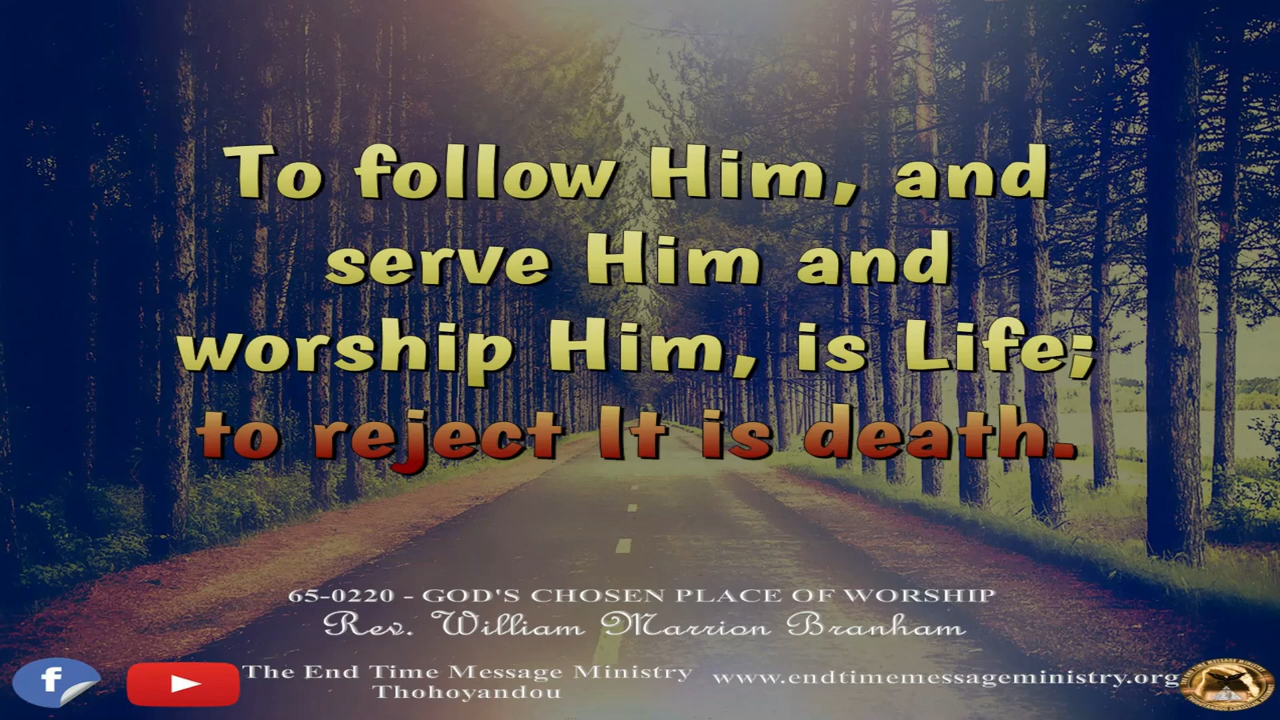 To follow Him, and
serve Him and
worship Him, is Life;
to reject It is death.
65-0220 - GOD'S CHOSEN PLACE OF WORSHIP
Rev. William Marrion Branham
The End Time Message Ministry
Thohoyandou
www.endtimemessageministry.org
f